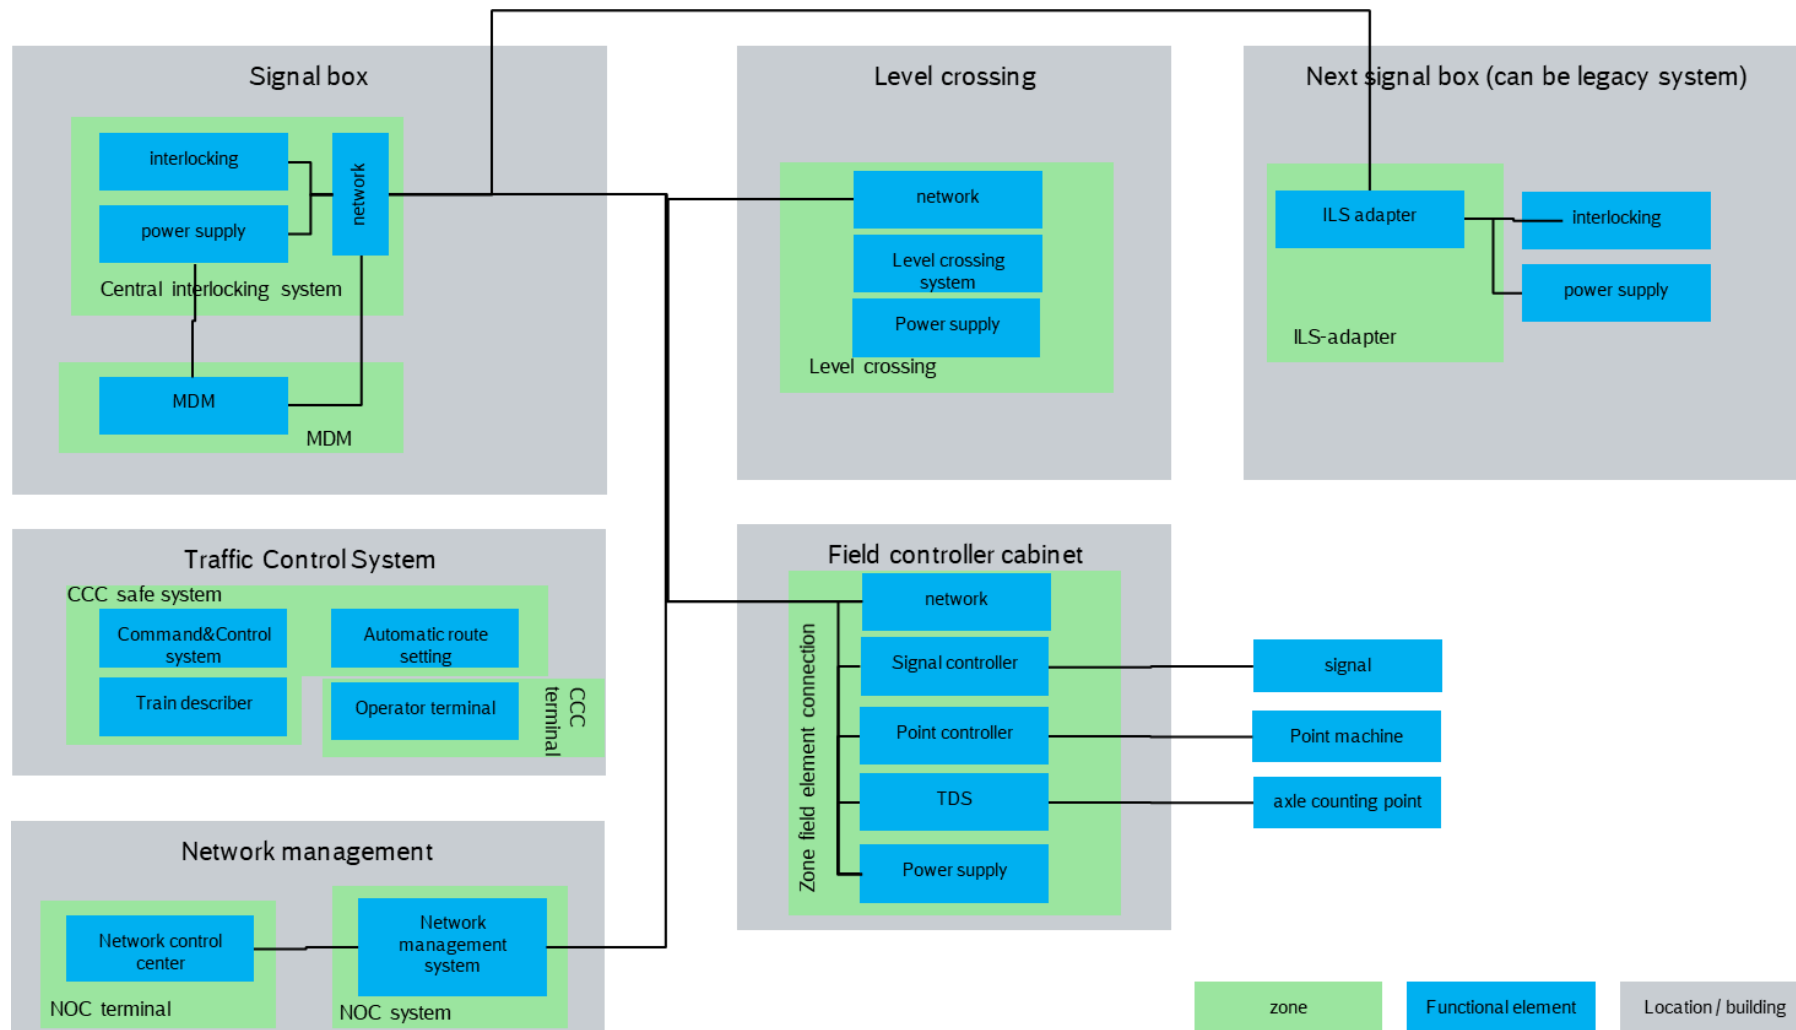 Signal box
interlocking
power supply
network
Central interlocking system
MDM
MDM
Level crossing
network
Level crossing
system
Power supply
Level crossing
Next signal box (can be legacy system)
ILS adapter
interlocking
power supply
ILS-adapter
Traffic Control System
CCC safe system
Command&Control
system
Automatic route
setting
Train describer
Operator terminal
CCC
terminal
Field controller cabinet
Zone field element connection
network
Signal controller
signal
Point controller
Point machine
TDS
axle counting point
Power supply
Network management
Network control
center
NOC terminal
Network
management
system
NOC system
zone
Functional element
Location / building